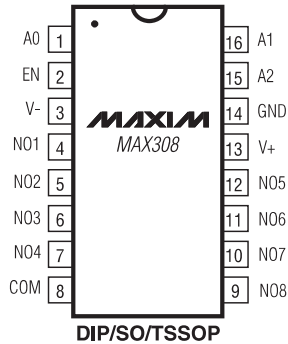 A0 1 16 A1
EN 2 15 A2
V- 3 14 GND
MAXIM
NO1 4 13 V+
MAX308
NO2 5 12 NO5
NO3 6 11 NO6
NO4 7 10 NO7
COM 8 9 NO8
DIP/SO/TSSOP